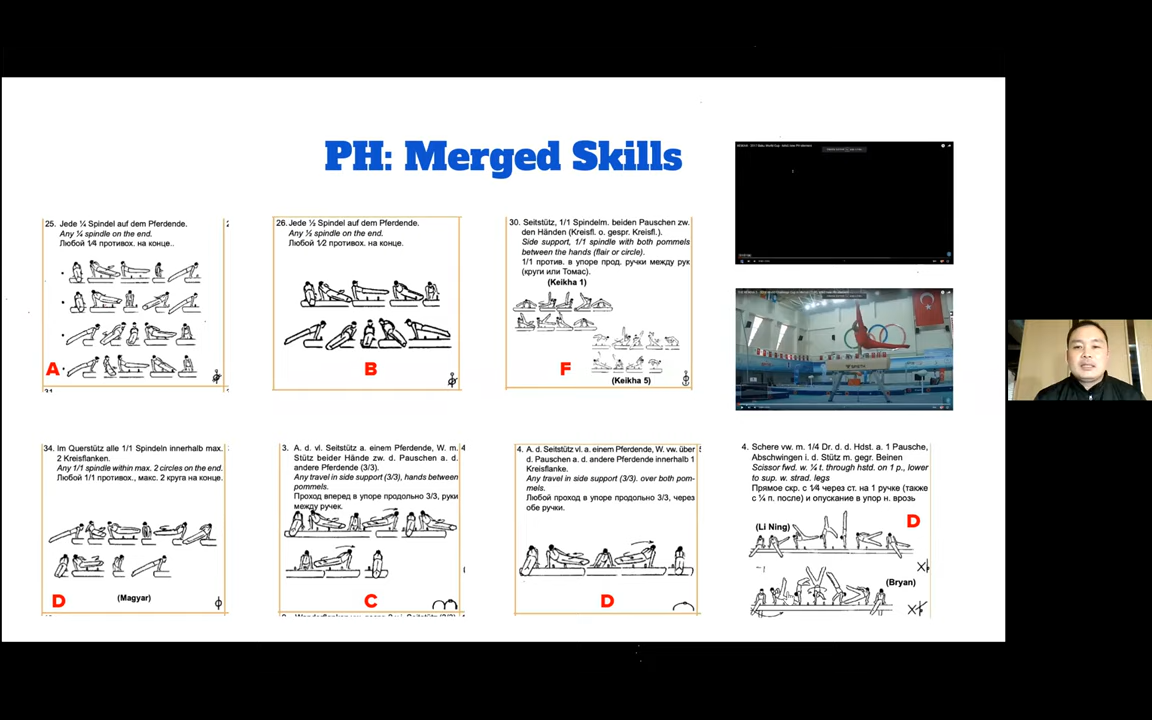 PH: Merged Skills
25. Jede ¼ Spindel auf dem Pferdende.
Any ¼ spindle on the end.
Любой 1⁄4 противох. на конце..
A
26. Jede ½ Spindel auf dem Pferdende.
Any ½ spindle on the end.
Любой 1⁄2 противох. на конце.
B
30. Seitstütz, 1/1 Spindelm. beiden Pauschen zw.
den Händen (Kreisfl. o. gespr. Kreisfl.).
Side support, 1/1 spindle with both pommels
between the hands (flair or circle).
1/1 против. в упоре прод. ручки между рук
(круги или Томас).
(Keikha 1)
F
(Keikha 5)
34. Im Querstütz alle 1/1 Spindeln innerhalb max.
2 Kreisflanken.
Any 1/1 spindle within max. 2 circles on the end.
Любой 1/1 противох., макс. 2 круга на конце.
D
(Magyar)
3. A. d. vl. Seitstütz a. einem Pferdende, W. m.
Stütz beider Hände zw. d. Pauschen a. d.
andere Pferdende (3/3).
Any travel in side support (3/3), hands between
pommels.
Проход вперед в упоре продольно 3/3, руки
между ручек.
C
4. A. d. Seitstütz vl. a. einem Pferdende, W. vw. über
d. Pauschen a. d. andere Pferdende innerhalb 1
Kreisflanke.
Any travel in side support (3/3). over both pom-
mels.
Любой проход в упоре продольно 3/3, через
обе ручки.
D
4. Schere vw. m. 1/4 Dr. d. d. Hdst. a. 1 Pausche,
Abschwingen i. d. Stütz m. gegr. Beinen
Scissor fwd. w. ¼ t. through hstd. on 1 p., lower
to sup. w. strad. legs
Прямое скр. с 1⁄4 через ст. на 1 ручке (также
с ¼ п. после) и опускание в упор н. врозь
(Li Ning)
D
(Bryan)